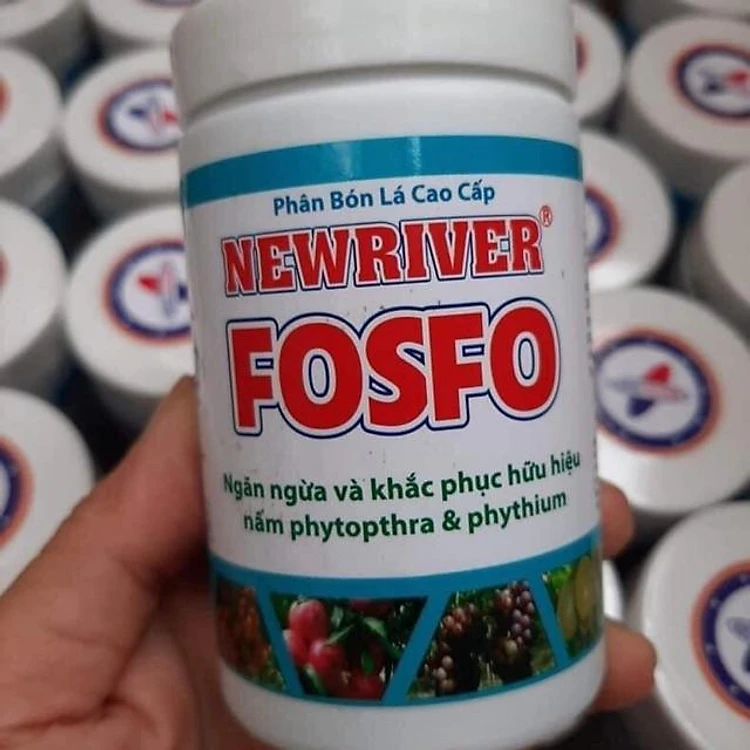 Phân Bón Lá Cao Cấp
NEWRIVER®
FOSFO
Ngăn ngừa và khắc phục hữu hiệu
nấm phytopthra & phythium